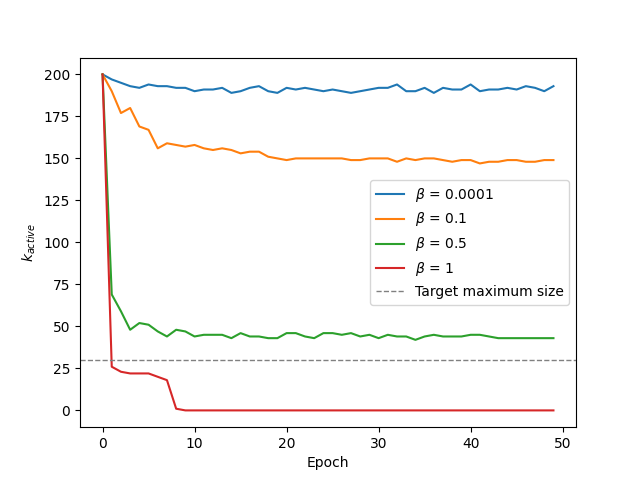 200
175
150
125
100
75
50
25
0
k_active
β = 0.0001
β = 0.1
β = 0.5
β = 1
Target maximum size
0 10 20 30 40 50
Epoch